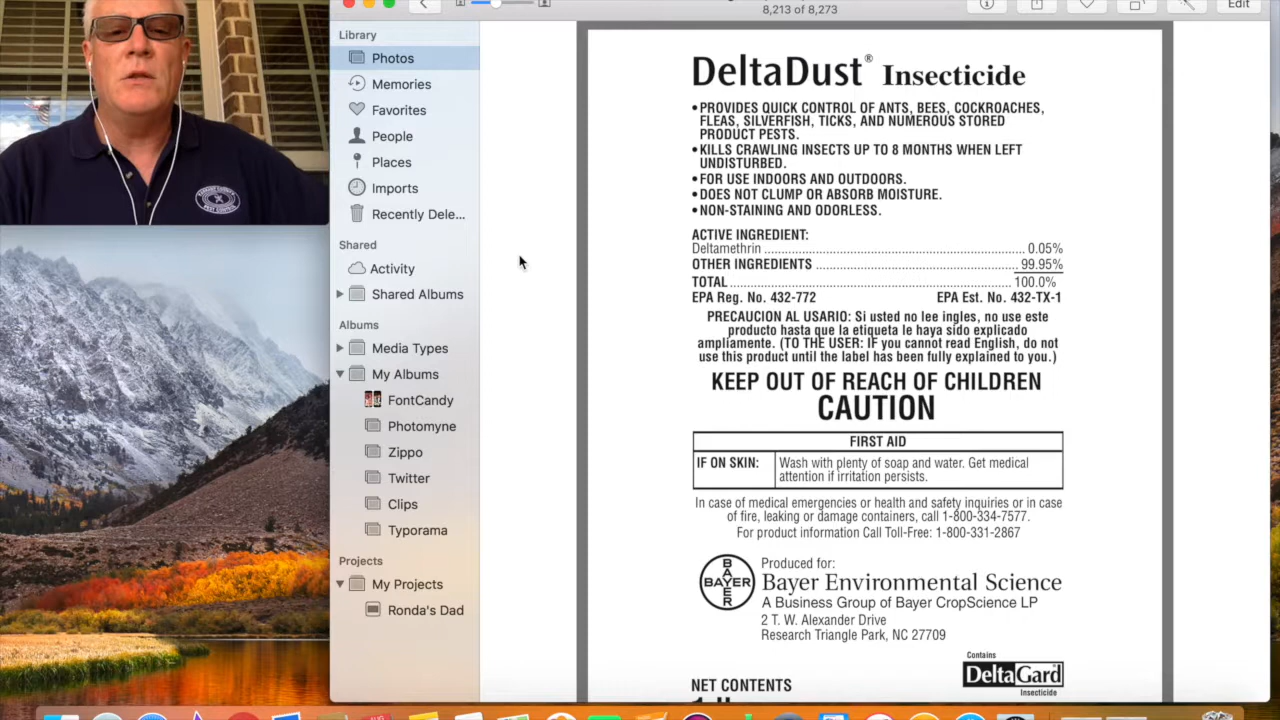 8,213 of 8,273
Edit
Library
Photos
Memories
Favorites
People
Places
Imports
Recently Dele...
Shared
Activity
Shared Albums
Albums
Media Types
My Albums
FontCandy
Photomyne
Zippo
Twitter
Clips
Typorama
Projects
My Projects
Ronda's Dad
DeltaDust® Insecticide
• PROVIDES QUICK CONTROL OF ANTS, BEES, COCKROACHES,
FLEAS, SILVERFISH, TICKS, AND NUMEROUS STORED
PRODUCT PESTS.
• KILLS CRAWLING INSECTS UP TO 8 MONTHS WHEN LEFT
UNDISTURBED.
• FOR USE INDOORS AND OUTDOORS.
• DOES NOT CLUMP OR ABSORB MOISTURE.
• NON-STAINING AND ODORLESS.
ACTIVE INGREDIENT:
Deltamethrin ........ 0.05%
OTHER INGREDIENTS ........ 99.95%
TOTAL ........ 100.0%
EPA Reg. No. 432-772 EPA Est. No. 432-TX-1
PRECAUCION AL USARIO: Si usted no lee ingles, no use este
producto hasta que la etiqueta le haya sido explicado
ampliamente. (TO THE USER: IF you cannot read English, do not
use this product until the label has been fully explained to you.)
KEEP OUT OF REACH OF CHILDREN
CAUTION
FIRST AID
IF ON SKIN: Wash with plenty of soap and water. Get medical
attention if irritation persists.
In case of medical emergencies or health and safety inquiries or in case
of fire, leaking or damage containers, call 1-800-334-7577.
For product information Call Toll-Free: 1-800-331-2867
BAYER
BAYER
Produced for:
Bayer Environmental Science
A Business Group of Bayer CropScience LP
2 T. W. Alexander Drive
Research Triangle Park, NC 27709
Contains
DeltaGard
Insecticide
NET CONTENTS